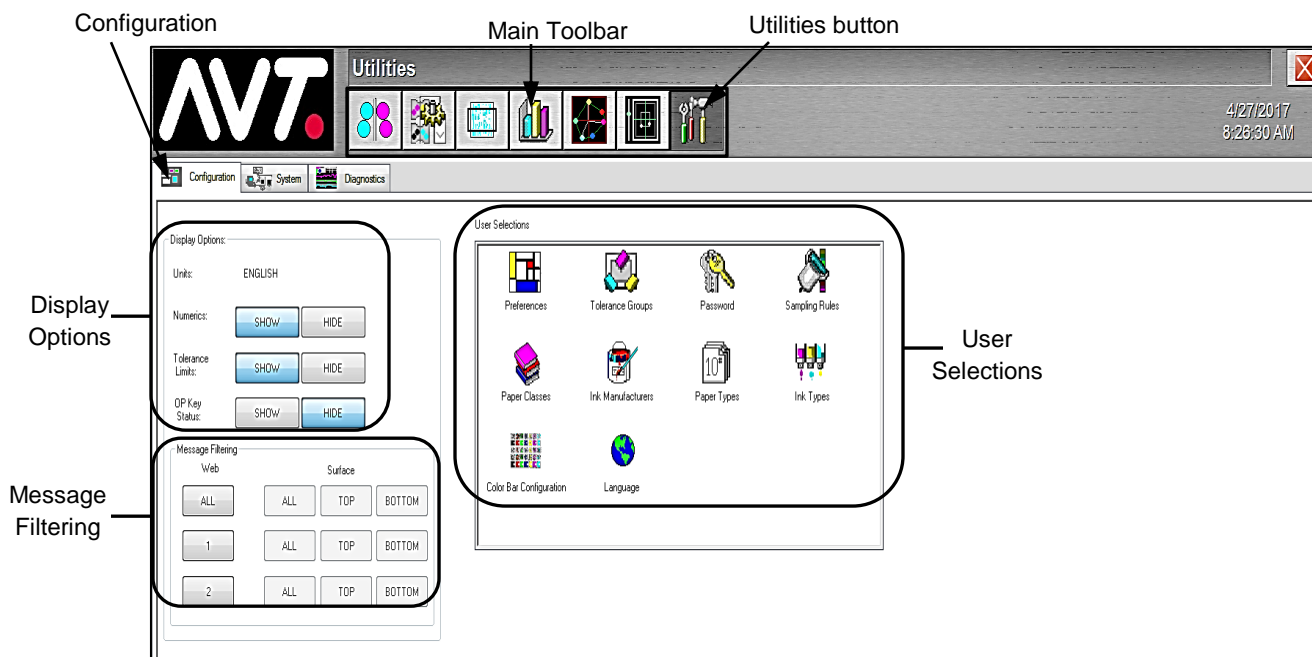 Configuration
Main Toolbar
Utilities button
AVT
Utilities
4/27/2017
8:26:30 AM
Configuration
System
Diagnostics
Display Options:
Units: ENGLISH
Numerics: SHOW HIDE
Tolerance
Limits: SHOW HIDE
OP Key
Status: SHOW HIDE
Message Filtering
Web Surface
ALL ALL TOP BOTTOM
1 ALL TOP BOTTOM
2 ALL TOP BOTTOM
User Selections
Preferences Tolerance Groups Password Sampling Rules
10"
Paper Classes Ink Manufacturers Paper Types Ink Types
Color Bar Configuration Language
Display
Options
Message
Filtering
User
Selections